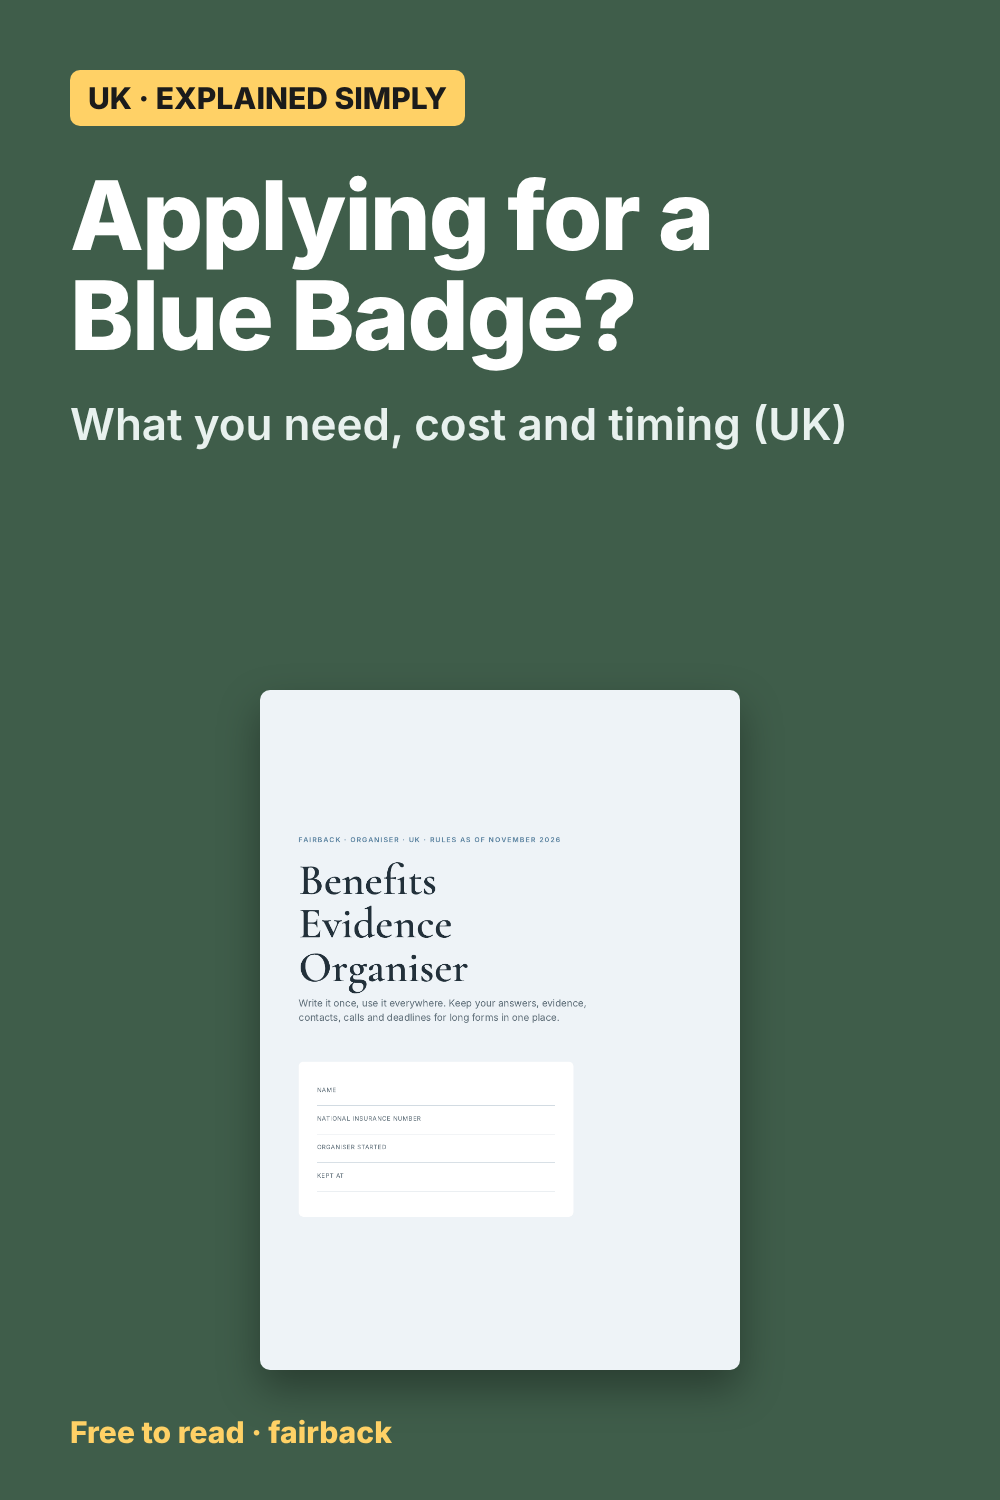 UK · EXPLAINED SIMPLY
Applying for a
Blue Badge?
What you need, cost and timing (UK)
FAIRBACK · ORGANISER · UK · RULES AS OF NOVEMBER 2026
Benefits
Evidence
Organiser
Write it once, use it everywhere. Keep your answers, evidence,
contacts, calls and deadlines for long forms in one place.
NAME
NATIONAL INSURANCE NUMBER
ORGANISER STARTED
KEPT AT
Free to read · fairback